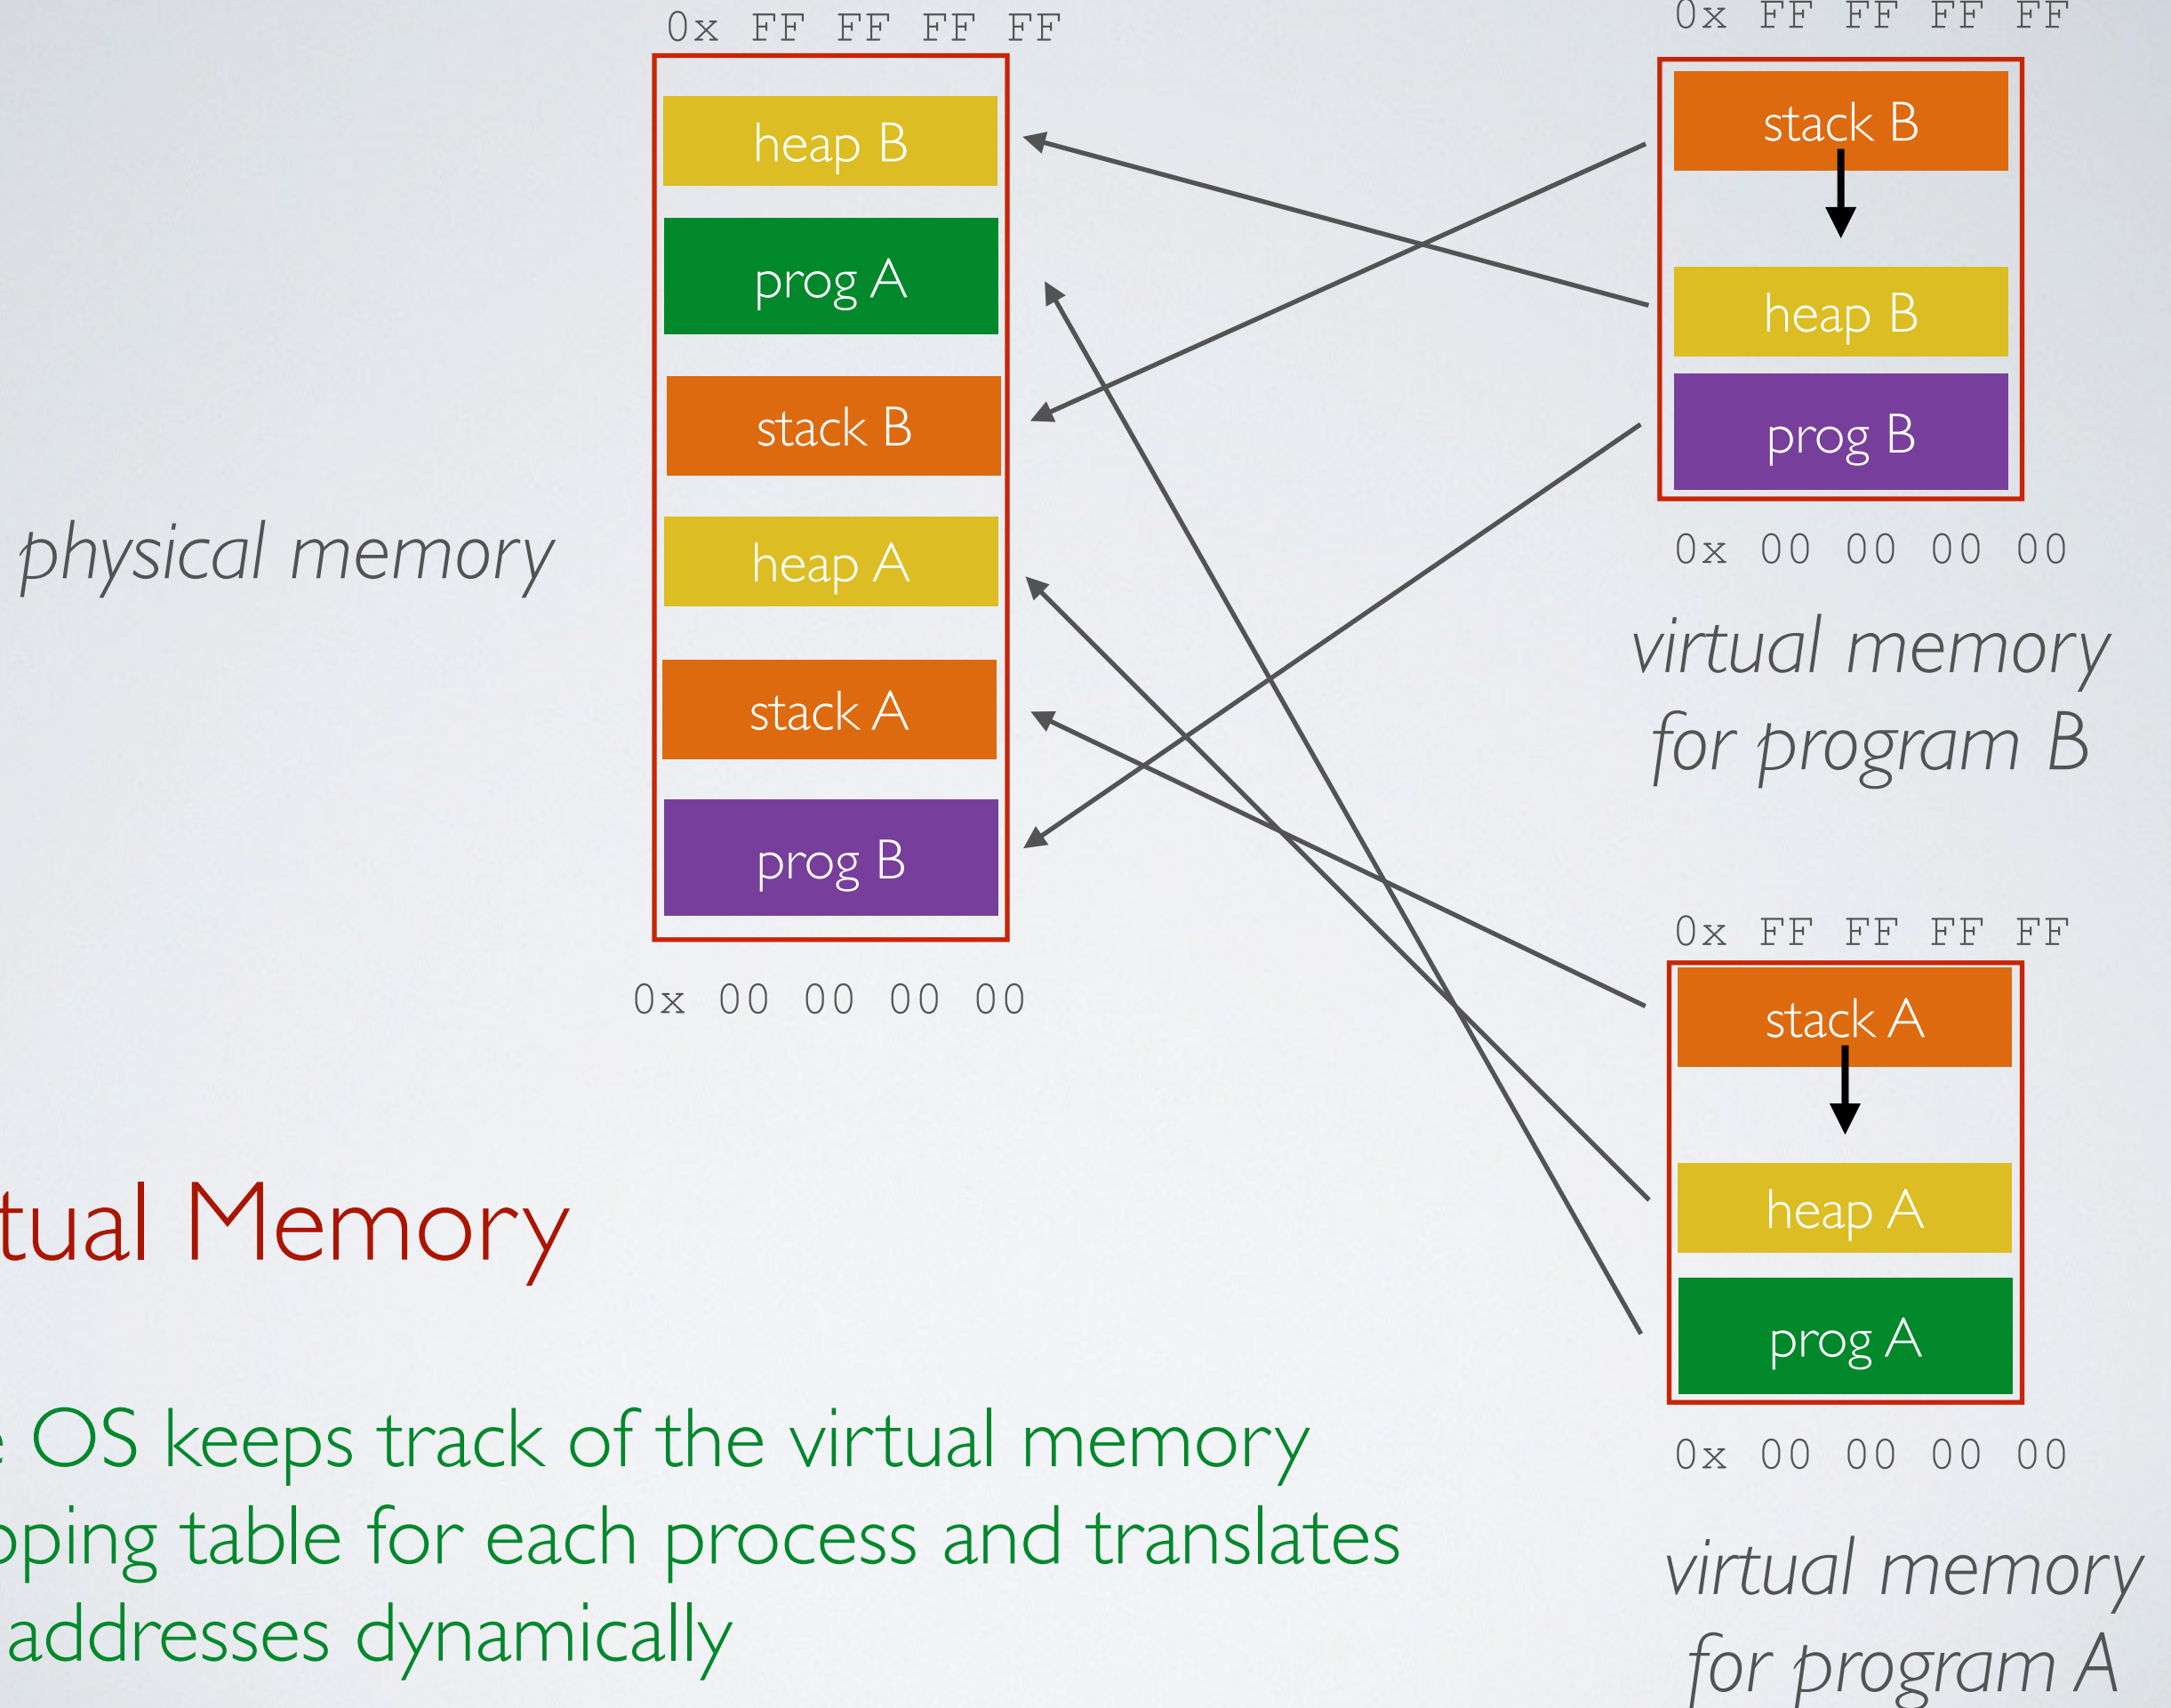 0x FF FF FF FF
heap B
prog A
stack B
heap A
stack A
prog B
0x 00 00 00 00
physical memory
0x FF FF FF FF
stack B
heap B
prog B
0x 00 00 00 00
virtual memory
for program B
0x FF FF FF FF
stack A
heap A
prog A
0x 00 00 00 00
virtual memory
for program A
tual Memory
e OS keeps track of the virtual memory
pping table for each process and translates
addresses dynamically